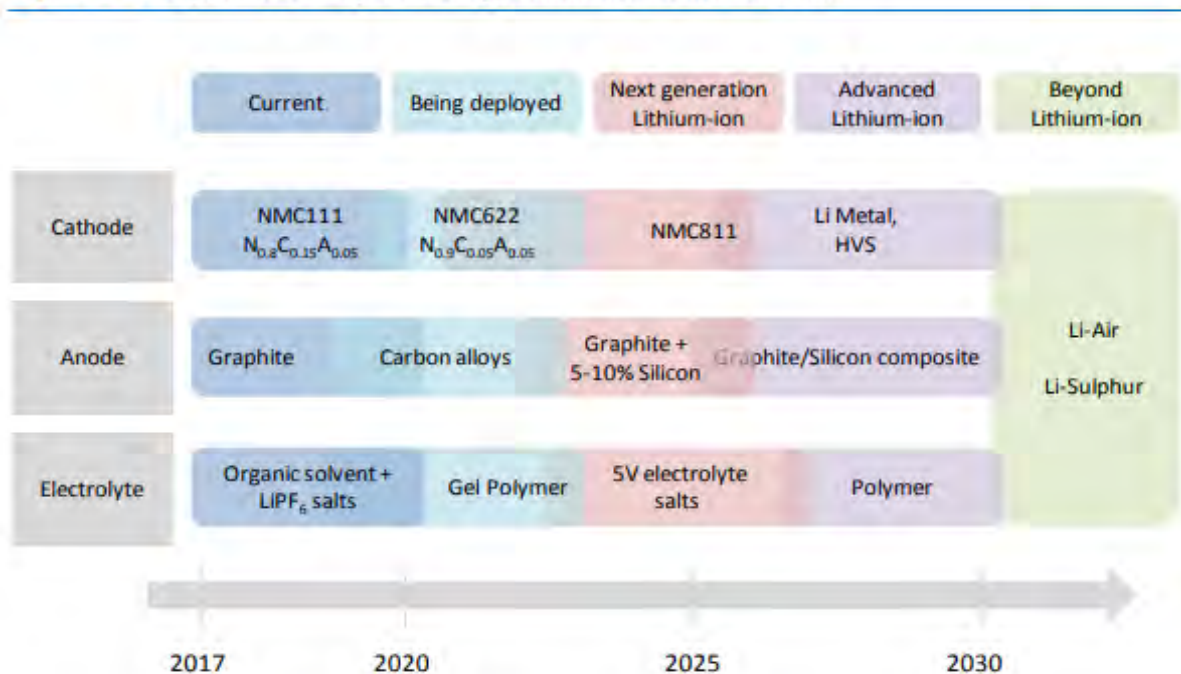 Current
Being deployed
Next generation
Lithium-ion
Advanced
Lithium-ion
Beyond
Lithium-ion
Cathode
NMC111
N₀.₈C₀.₁₅A₀.₀₅
NMC622
N₀.₉C₀.₀₅A₀.₀₅
NMC811
Li Metal,
HVS
Anode
Graphite
Carbon alloys
Graphite +
5-10% Silicon
Graphite/Silicon composite
Li-Air
Li-Sulphur
Electrolyte
Organic solvent +
LiPF₆ salts
Gel Polymer
5V electrolyte
salts
Polymer
2017
2020
2025
2030